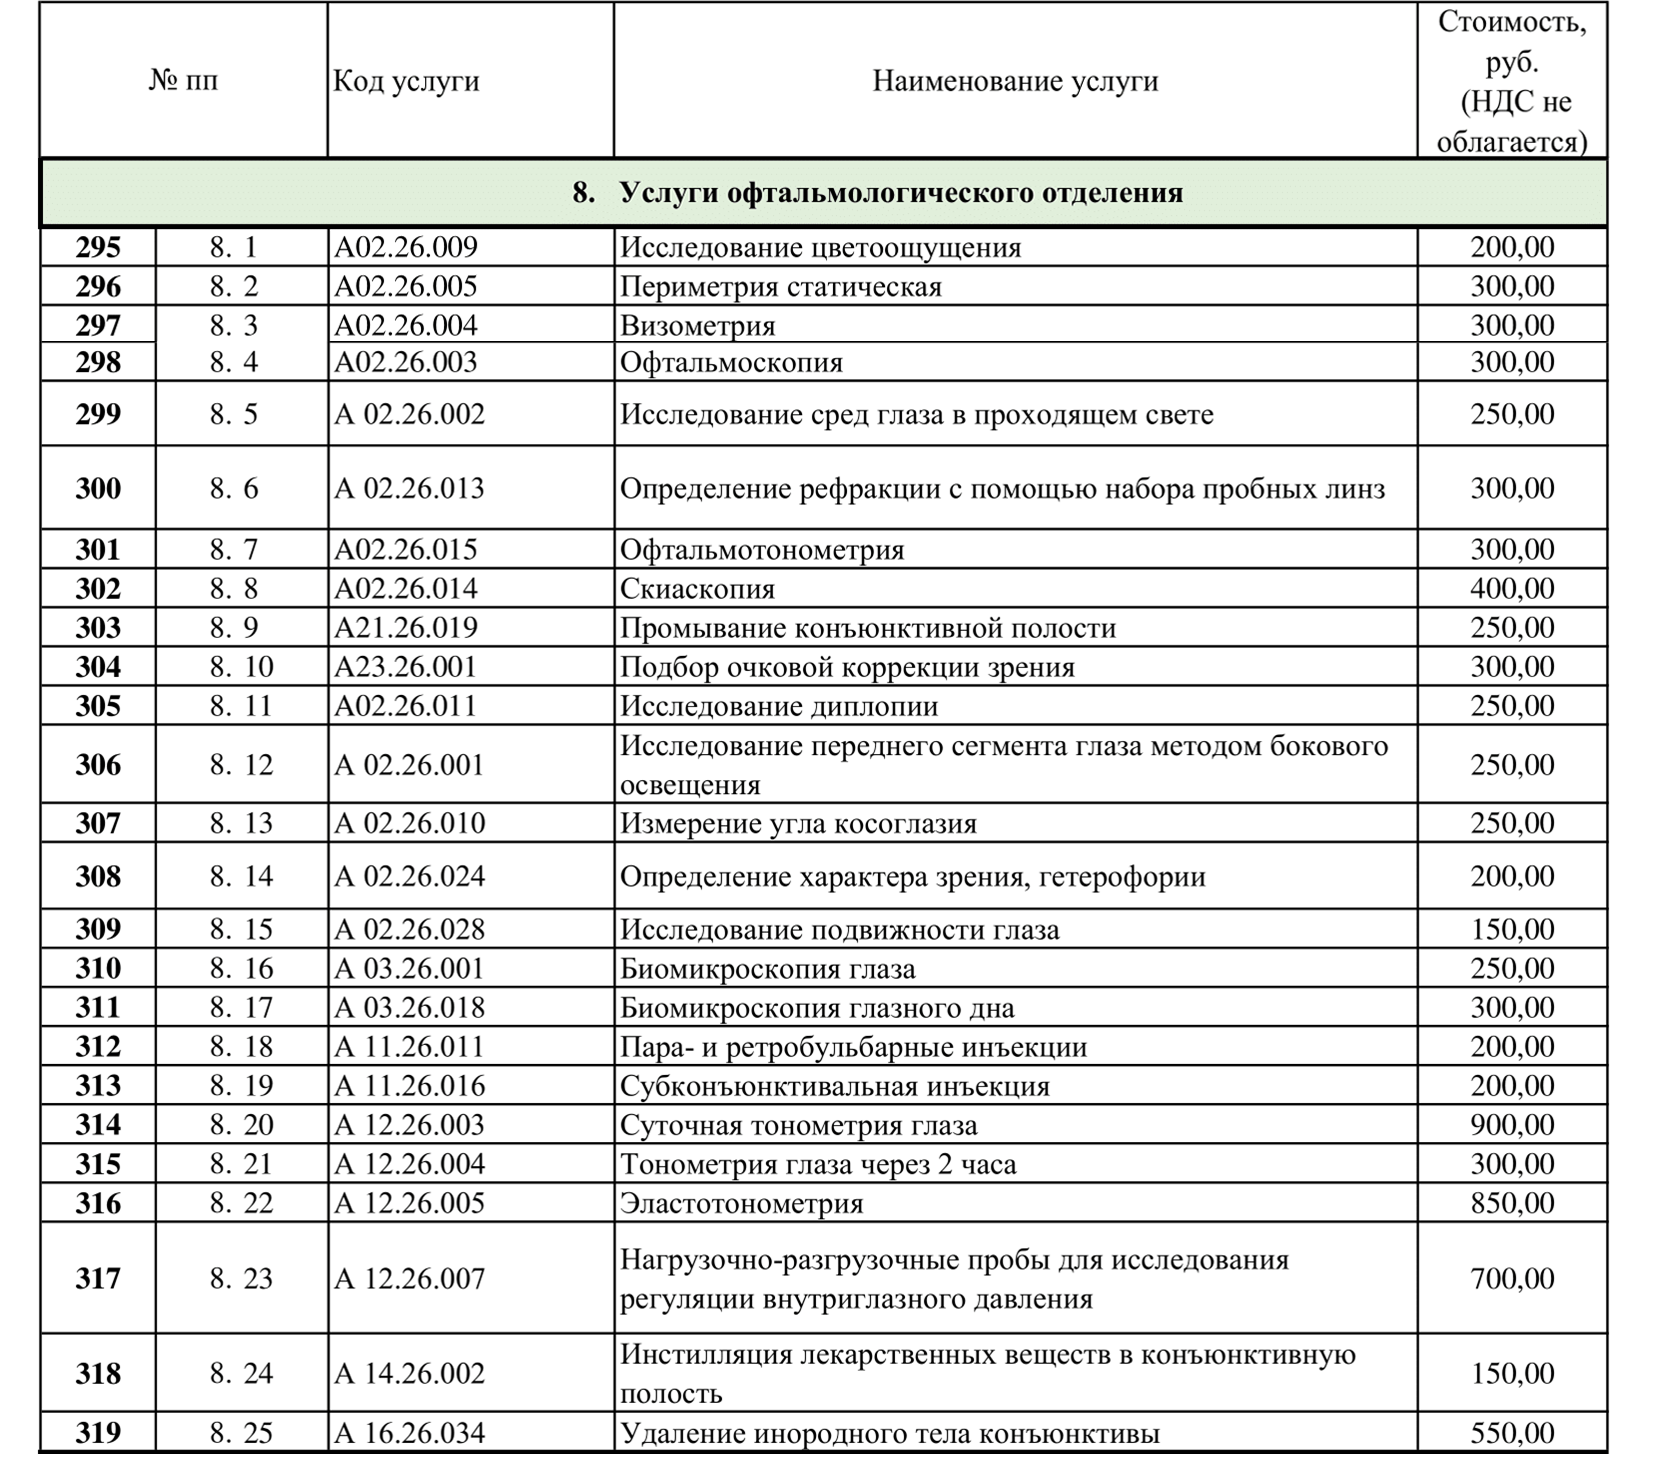 № пп Код услуги Наименование услуги Стоимость, руб. (НДС не облагается)
8. Услуги офтальмологического отделения
295 8. 1 А02.26.009 Исследование цветоощущения 200,00
296 8. 2 А02.26.005 Периметрия статическая 300,00
297 8. 3 А02.26.004 Визометрия 300,00
298 8. 4 А02.26.003 Офтальмоскопия 300,00
299 8. 5 А 02.26.002 Исследование сред глаза в проходящем свете 250,00
300 8. 6 А 02.26.013 Определение рефракции с помощью набора пробных линз 300,00
301 8. 7 А02.26.015 Офтальмотонометрия 300,00
302 8. 8 А02.26.014 Скиаскопия 400,00
303 8. 9 А21.26.019 Промывание конъюнктивной полости 250,00
304 8. 10 А23.26.001 Подбор очковой коррекции зрения 300,00
305 8. 11 А02.26.011 Исследование диплопии 250,00
306 8. 12 А 02.26.001 Исследование переднего сегмента глаза методом бокового
освещения 250,00
307 8. 13 А 02.26.010 Измерение угла косоглазия 250,00
308 8. 14 А 02.26.024 Определение характера зрения, гетерофории 200,00
309 8. 15 А 02.26.028 Исследование подвижности глаза 150,00
310 8. 16 А 03.26.001 Биомикроскопия глаза 250,00
311 8. 17 А 03.26.018 Биомикроскопия глазного дна 300,00
312 8. 18 А 11.26.011 Пара- и ретробульбарные инъекции 200,00
313 8. 19 А 11.26.016 Субконъюнктивальная инъекция 200,00
314 8. 20 А 12.26.003 Суточная тонометрия глаза 900,00
315 8. 21 А 12.26.004 Тонометрия глаза через 2 часа 300,00
316 8. 22 А 12.26.005 Эластотонометрия 850,00
317 8. 23 А 12.26.007 Нагрузочно-разгрузочные пробы для исследования
регуляции внутриглазного давления 700,00
318 8. 24 А 14.26.002 Инстилляция лекарственных веществ в конъюнктивную
полость 150,00
319 8. 25 А 16.26.034 Удаление инородного тела конъюнктивы 550,00